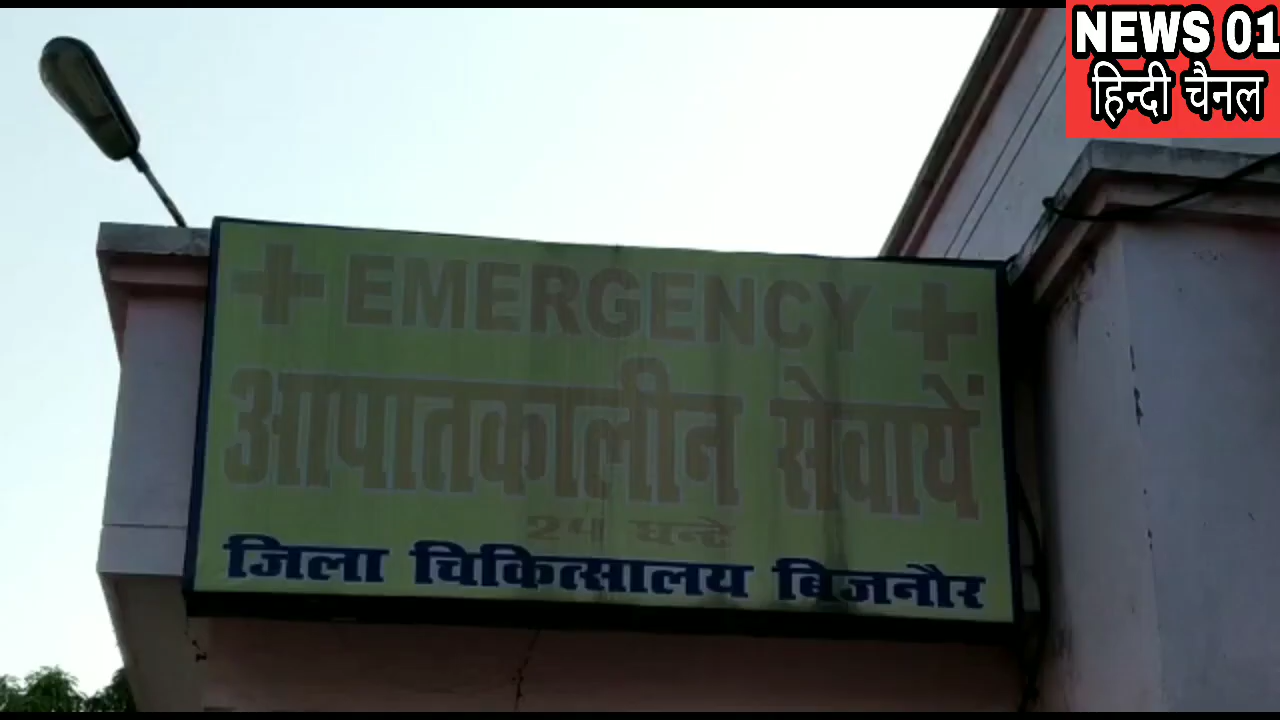 NEWS 01
हिन्दी चैनल
+ EMERGENCY +
आपातकालीन सेवायें
24 घन्टे
जिला चिकित्सालय बिजनौर